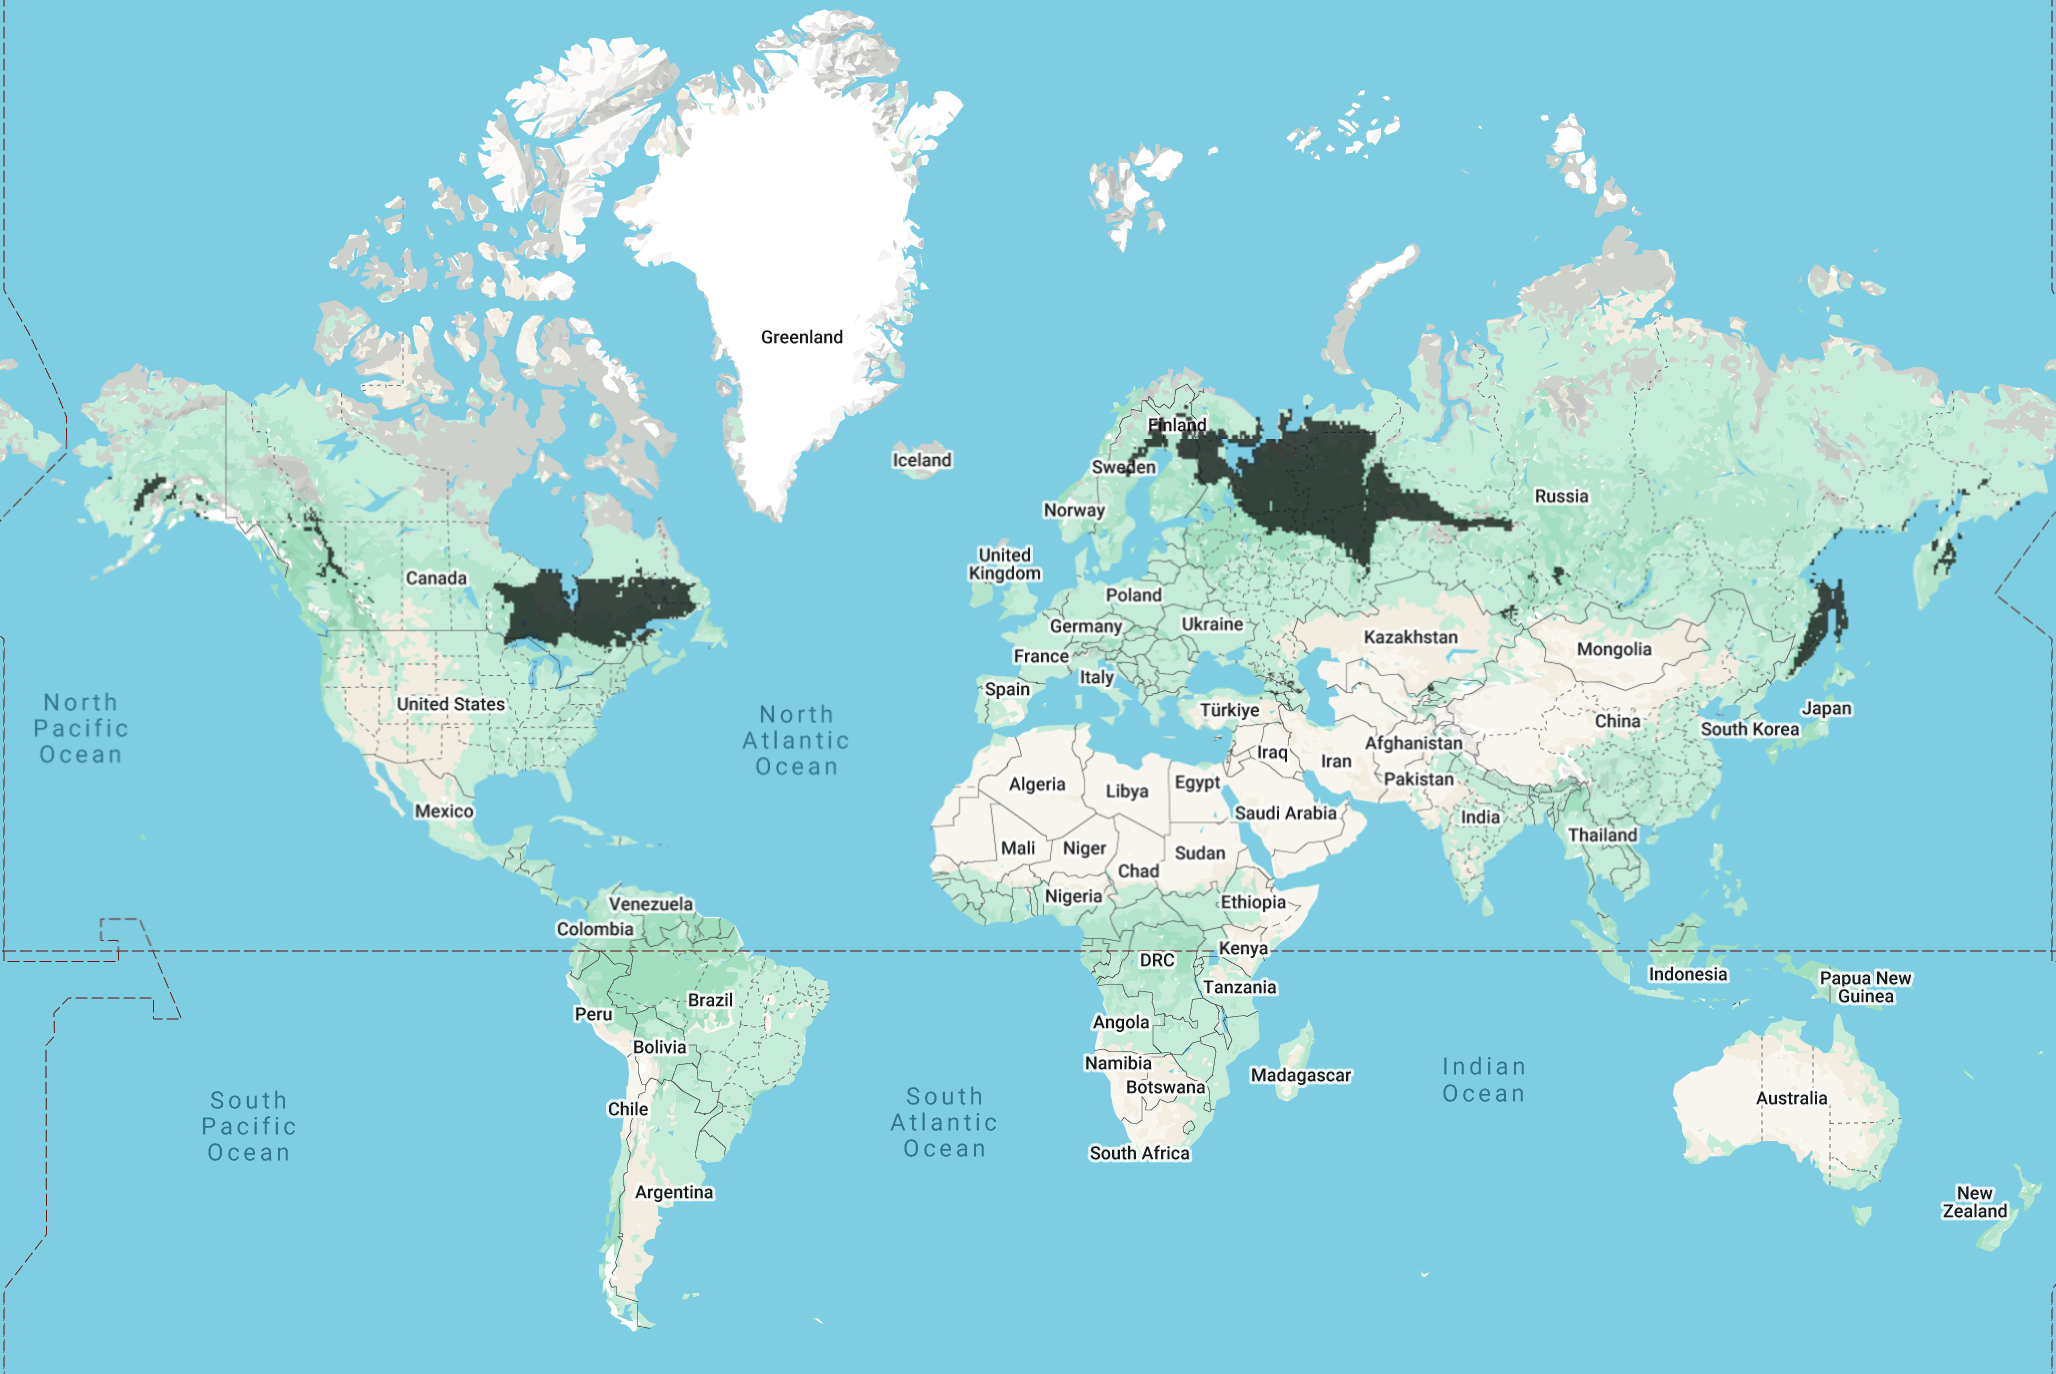 Greenland
Iceland
Finland
Sweden
Norway
Russia
United
Kingdom
Canada
Poland
Germany
Ukraine
Kazakhstan
Mongolia
France
Italy
Spain
United States
Türkiye
China
Japan
South Korea
North
Pacific
Ocean
North
Atlantic
Ocean
Iraq
Iran
Afghanistan
Pakistan
Algeria
Libya
Egypt
Saudi Arabia
India
Mexico
Thailand
Mali
Niger
Chad
Sudan
Nigeria
Ethiopia
Venezuela
Colombia
Kenya
DRC
Indonesia
Papua New
Guinea
Tanzania
Brazil
Peru
Angola
Bolivia
Namibia
Botswana
Madagascar
Indian
Ocean
Australia
Chile
South
Pacific
Ocean
South
Atlantic
Ocean
South Africa
Argentina
New
Zealand